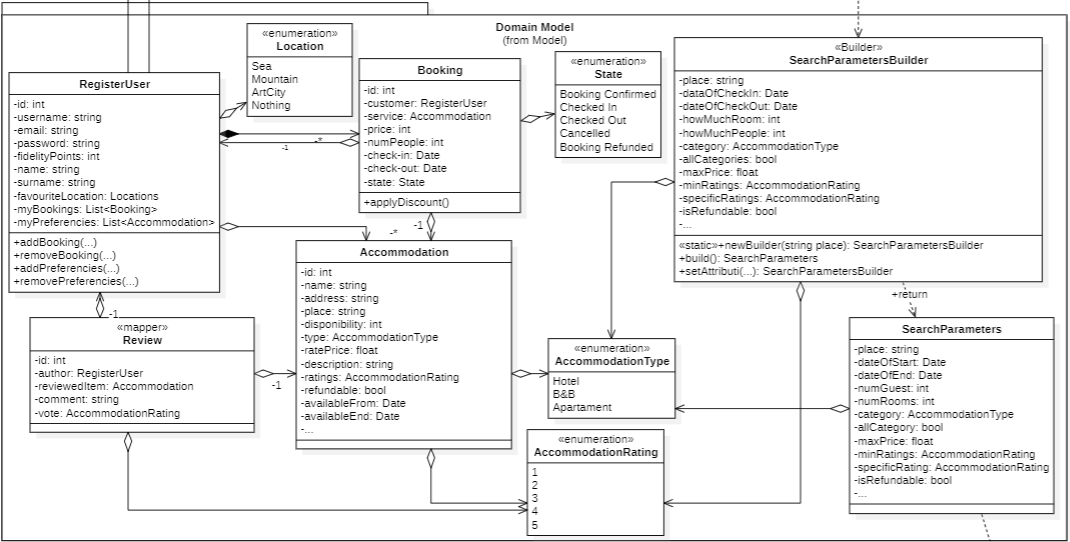 Domain Model
(from Model)
«enumeration»
Location
Sea
Mountain
ArtCity
Nothing
RegisterUser
-id: int
-username: string
-email: string
-password: string
-fidelityPoints: int
-name: string
-surname: string
-favouriteLocation: Locations
-myBookings: List<Booking>
-myPreferencies: List<Accommodation>
+addBooking(...)
+removeBooking(...)
+addPreferencies(...)
+removePreferencies(...)
Booking
-id: int
-customer: RegisterUser
-service: Accommodation
-price: int
-numPeople: int
-check-in: Date
-check-out: Date
-state: State
+applyDiscount()
«enumeration»
State
Booking Confirmed
Checked In
Checked Out
Cancelled
Booking Refunded
«Builder»
SearchParametersBuilder
-place: string
-dataOfCheckIn: Date
-dateOfCheckOut: Date
-howMuchRoom: int
-howMuchPeople: int
-category: AccommodationType
-allCategories: bool
-maxPrice: float
-minRatings: AccommodationRating
-specificRatings: AccommodationRating
-isRefundable: bool
-...
«static»+newBuilder(string place): SearchParametersBuilder
+build(): SearchParameters
+setAttributi(...): SearchParametersBuilder
-1
-*
-1
-*
Accommodation
-id: int
-name: string
-address: string
-place: string
-disponibility: int
-type: AccommodationType
-ratePrice: float
-description: string
-ratings: AccommodationRating
-refundable: bool
-availableFrom: Date
-availableEnd: Date
-...
+return
-1
«mapper»
Review
-id: int
-author: RegisterUser
-reviewedItem: Accommodation
-comment: string
-vote: AccommodationRating
-1
«enumeration»
AccommodationType
Hotel
B&B
Apartament
SearchParameters
-place: string
-dateOfStart: Date
-dateOfEnd: Date
-numGuest: int
-numRooms: int
-category: AccommodationType
-allCategory: bool
-maxPrice: float
-minRatings: AccommodationRating
-specificRating: AccommodationRating
-isRefundable: bool
-...
«enumeration»
AccommodationRating
1
2
3
4
5